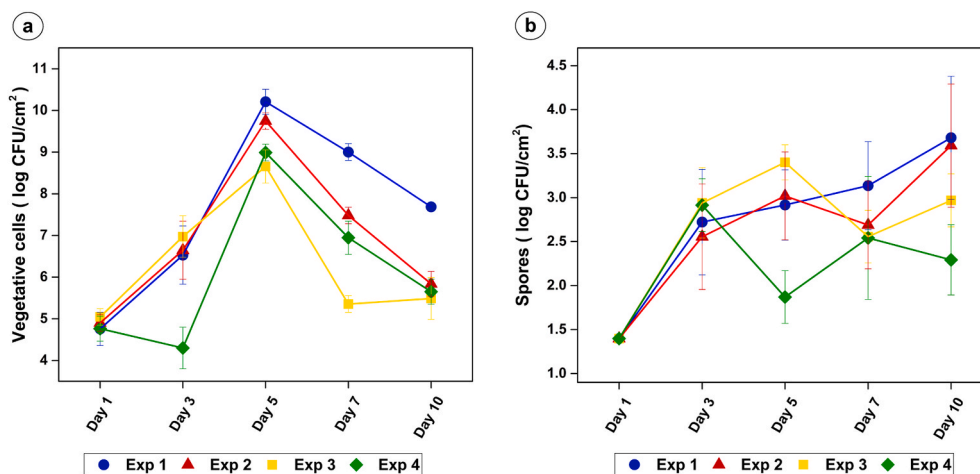 a
Vegetative cells ( log CFU/cm²)
11
10
9
8
7
6
5
4
Day 1
Day 3
Day 5
Day 7
Day 10
Exp 1 Exp 2 Exp 3 Exp 4
b
Spores ( log CFU/cm²)
4.5
4.0
3.5
3.0
2.5
2.0
1.5
1.0
Day 1
Day 3
Day 5
Day 7
Day 10
Exp 1 Exp 2 Exp 3 Exp 4